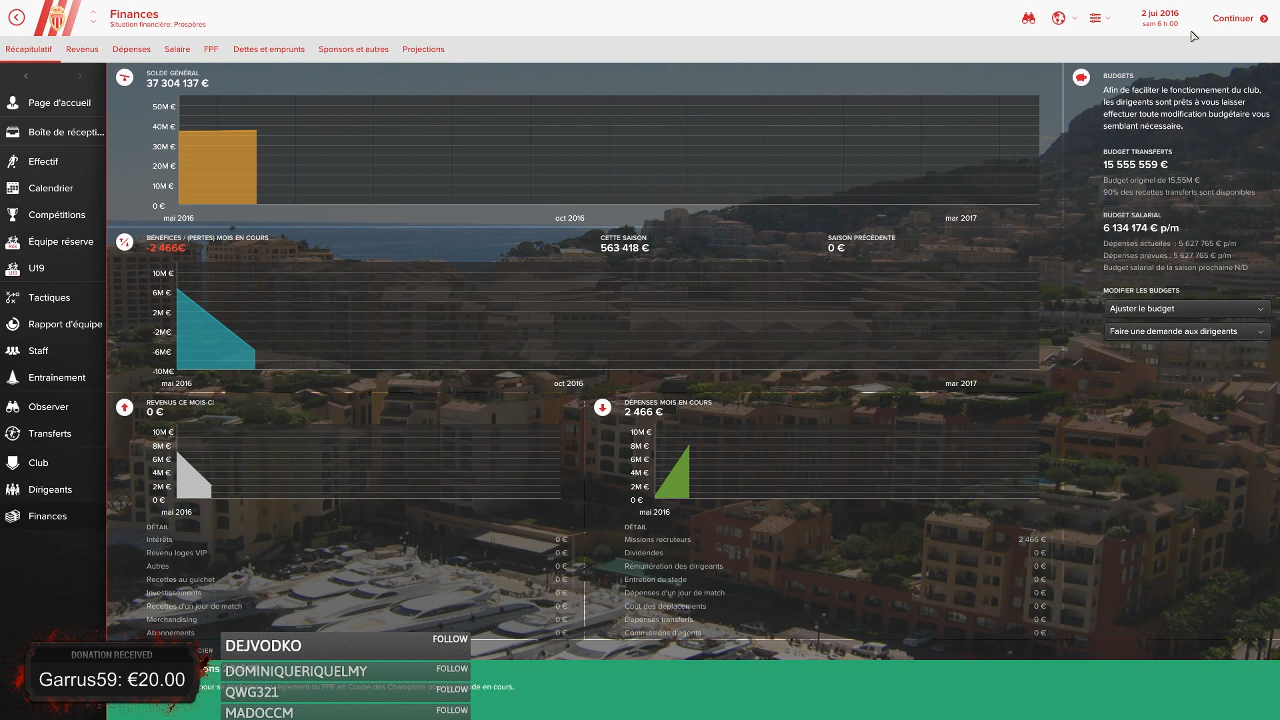 Finances
Situation financière: Prospères
2 jui 2016
sam 6 h 00
Continuer
Récapitulatif
Revenus
Dépenses
Salaire
FPF
Dettes et emprunts
Sponsors et autres
Projections
Page d'accueil
Boîte de récepti...
Effectif
Calendrier
Compétitions
Équipe réserve
U19
Tactiques
Rapport d'équipe
Staff
Entraînement
Observer
Transferts
Club
Dirigeants
Finances
SOLDE GÉNÉRAL
37 304 137 €
50M €
40M €
30M €
20M €
10M €
0 €
mai 2016
oct 2016
mar 2017
BÉNÉFICES / (PERTES) MOIS EN COURS
-2 466€
CETTE SAISON
563 418 €
SAISON PRÉCÉDENTE
0 €
10M €
6M €
2M €
-2M€
-6M€
-10M€
mai 2016
oct 2016
mar 2017
REVENUS CE MOIS-CI
0 €
10M €
8M €
6M €
4M €
2M €
0 €
mai 2016
DÉTAIL
Intérêts 0 €
Revenu loges VIP 0 €
Autres 0 €
Recettes au guichet 0 €
Investissements 0 €
Recettes d'un jour de match 0 €
Merchandising 0 €
Abonnements 0 €
DÉPENSES MOIS EN COURS
2 466 €
10M €
8M €
6M €
4M €
2M €
0 €
mai 2016
DÉTAIL
Missions recruteurs 2 466 €
Dividendes 0 €
Rémunération des dirigeants 0 €
Entretien du stade 0 €
Dépenses d'un jour de match 0 €
Coût des déplacements 0 €
Dépenses transferts 0 €
Commissions d'agents 0 €
BUDGETS
Afin de faciliter le fonctionnement du club,
les dirigeants sont prêts à vous laisser
effectuer toute modification budgétaire vous
semblant nécessaire.
BUDGET TRANSFERTS
15 555 559 €
Budget originel de 15,55M €
90% des recettes transferts sont disponibles
BUDGET SALARIAL
6 134 174 € p/m
Dépenses actuelles : 5 627 765 € p/m
Dépenses prévues : 5 627 765 € p/m
Budget salarial de la saison prochaine N/D
MODIFIER LES BUDGETS
Ajuster le budget
Faire une demande aux dirigeants
DONATION RECEIVED
Garrus59: €20.00
DEJVODKO FOLLOW
DOMINIQUERIQUELMY FOLLOW
QWG321 FOLLOW
MADOCCM FOLLOW
en cours.